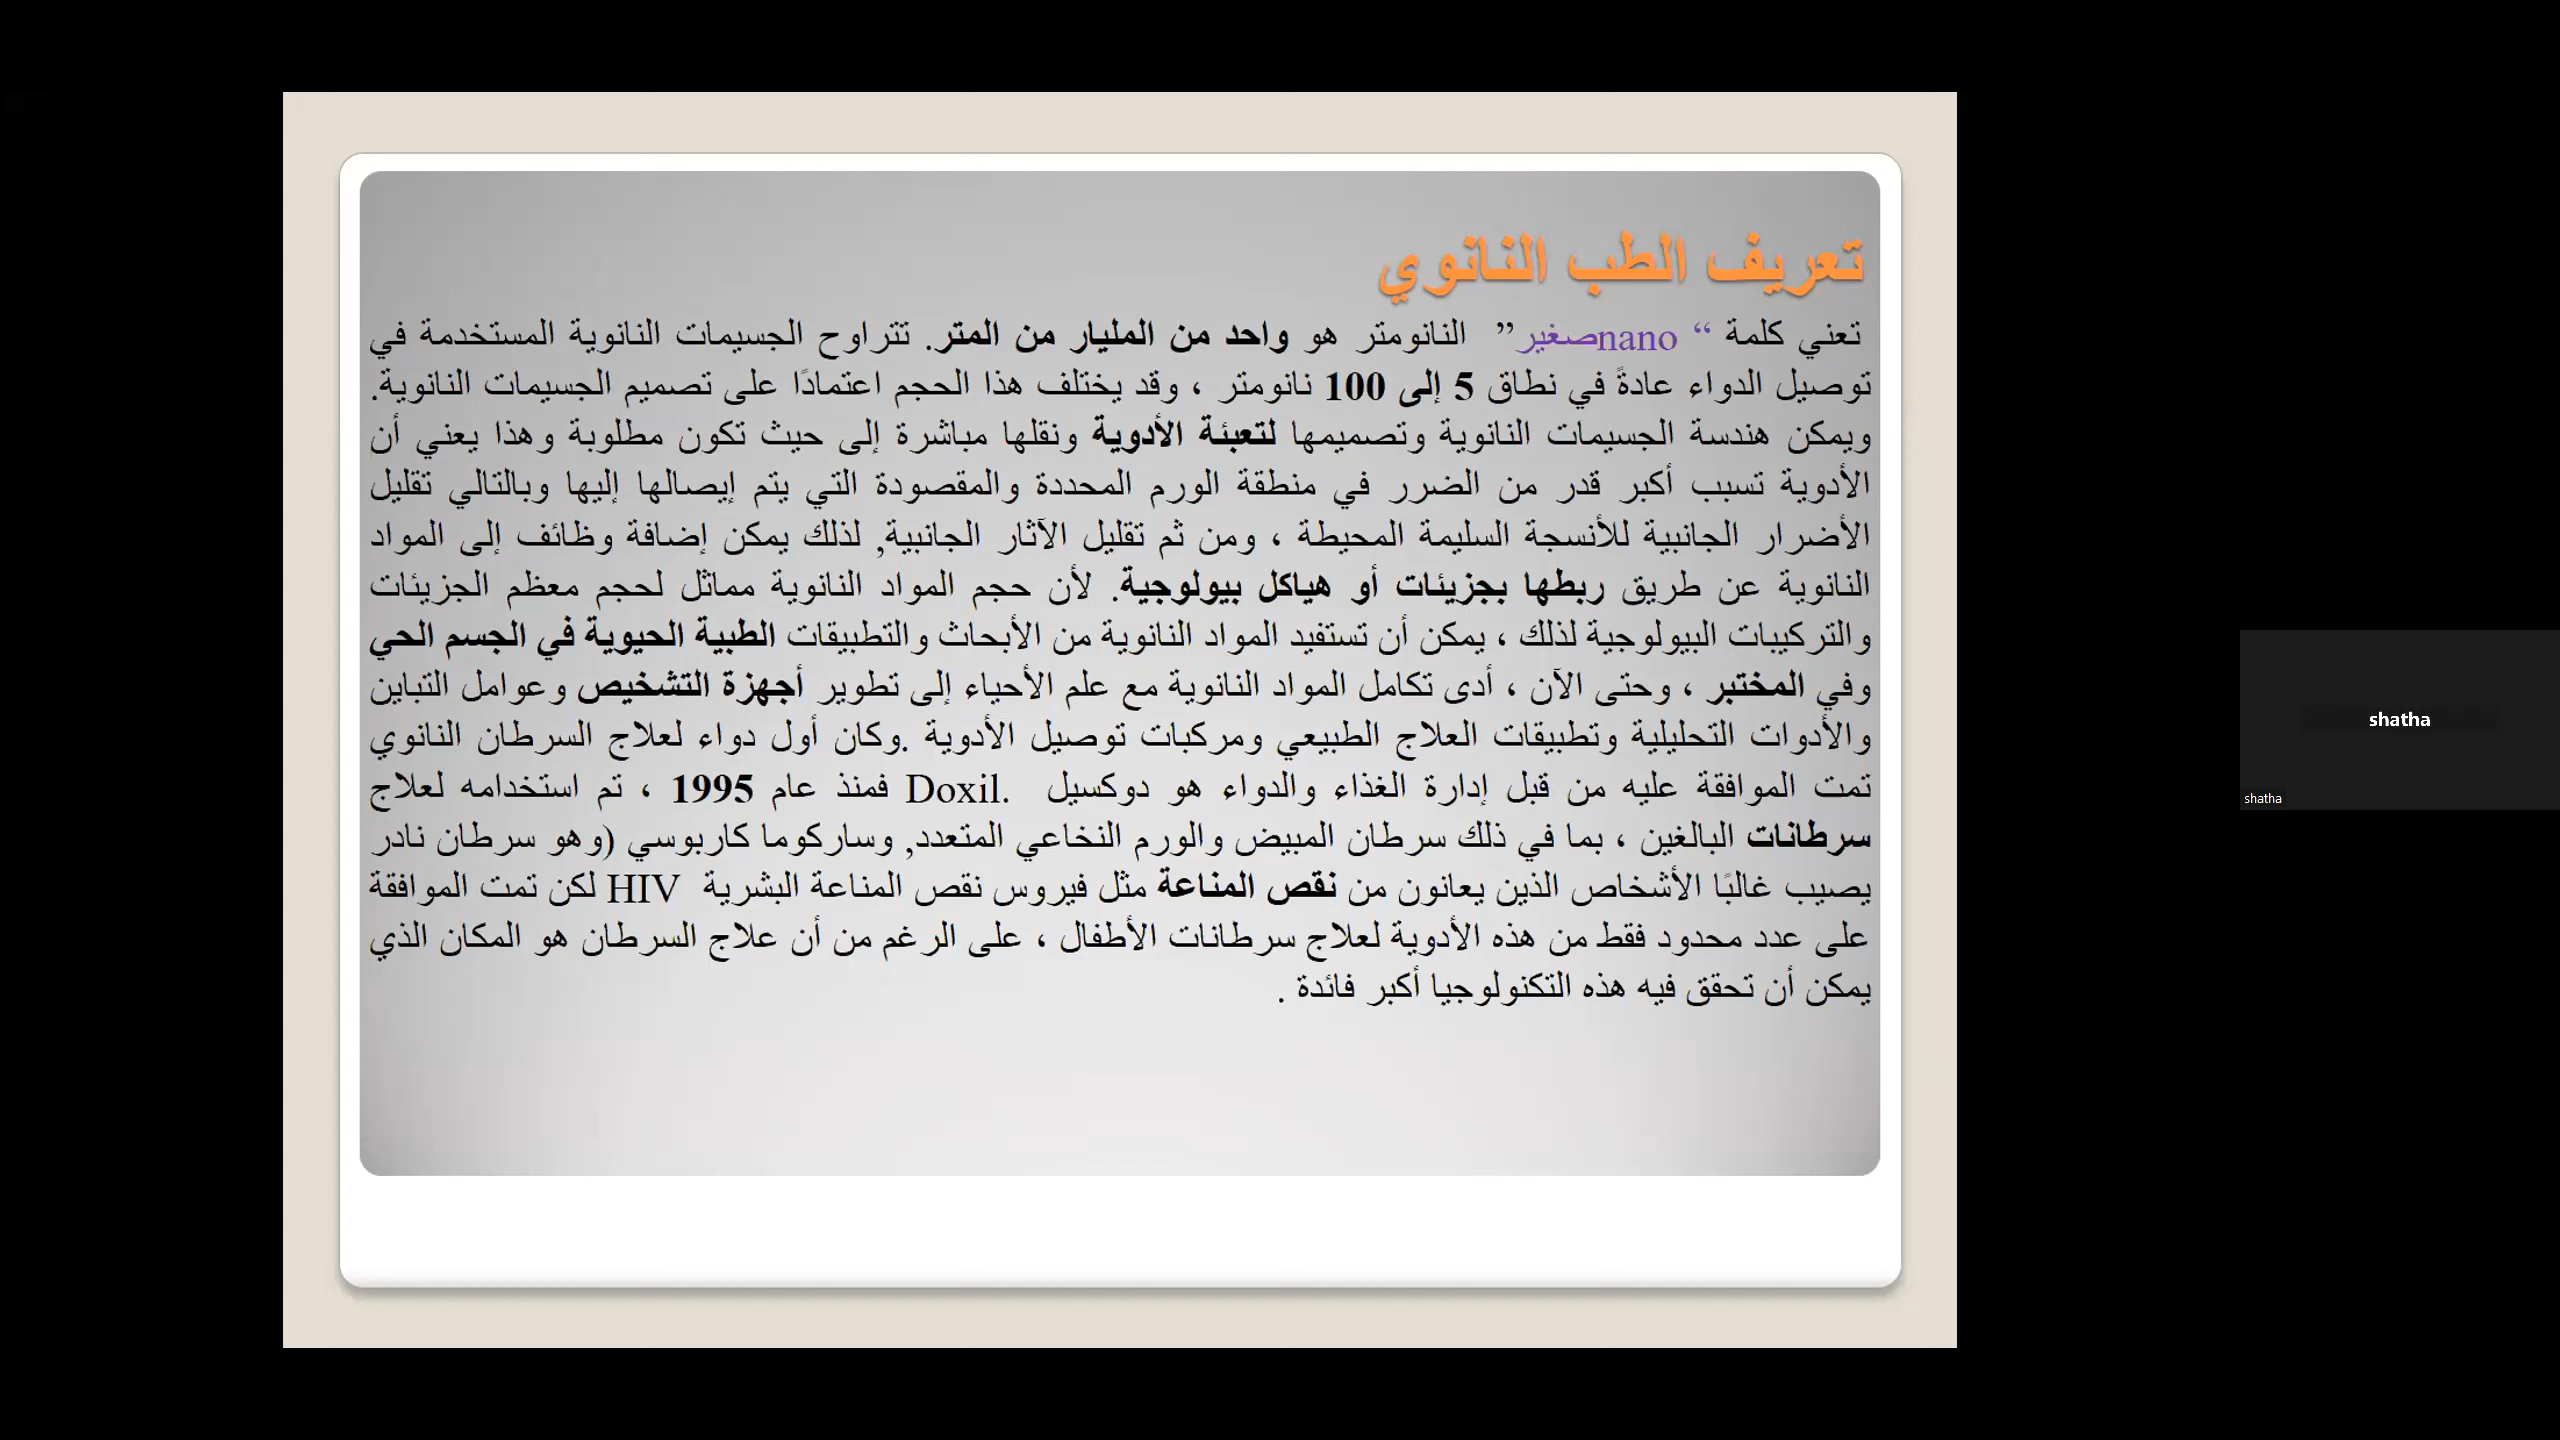 تعريف الطب النانوي
تعني كلمة “ nanoصغير” النانومتر هو واحد من المليار من المتر. تتراوح الجسيمات النانوية المستخدمة في
توصيل الدواء عادةً في نطاق 5 إلى 100 نانومتر ، وقد يختلف هذا الحجم اعتمادًا على تصميم الجسيمات النانوية.
ويمكن هندسة الجسيمات النانوية وتصميمها لتعبئة الأدوية ونقلها مباشرة إلى حيث تكون مطلوبة وهذا يعني أن
الأدوية تسبب أكبر قدر من الضرر في منطقة الورم المحددة والمقصودة التي يتم إيصالها إليها وبالتالي تقليل
الأضرار الجانبية للأنسجة السليمة المحيطة ، ومن ثم تقليل الآثار الجانبية, لذلك يمكن إضافة وظائف إلى المواد
النانوية عن طريق ربطها بجزيئات أو هياكل بيولوجية. لأن حجم المواد النانوية مماثل لحجم معظم الجزيئات
والتركيبات البيولوجية لذلك ، يمكن أن تستفيد المواد النانوية من الأبحاث والتطبيقات الطبية الحيوية في الجسم الحي
وفي المختبر ، وحتى الآن ، أدى تكامل المواد النانوية مع علم الأحياء إلى تطوير أجهزة التشخيص وعوامل التباين
والأدوات التحليلية وتطبيقات العلاج الطبيعي ومركبات توصيل الأدوية .وكان أول دواء لعلاج السرطان النانوي
تمت الموافقة عليه من قبل إدارة الغذاء والدواء هو دوكسيل Doxil. فمنذ عام 1995 ، تم استخدامه لعلاج
سرطانات البالغين ، بما في ذلك سرطان المبيض والورم النخاعي المتعدد, وساركوما كاربوسي (وهو سرطان نادر
يصيب غالبًا الأشخاص الذين يعانون من نقص المناعة مثل فيروس نقص المناعة البشرية HIV لكن تمت الموافقة
على عدد محدود فقط من هذه الأدوية لعلاج سرطانات الأطفال ، على الرغم من أن علاج السرطان هو المكان الذي
يمكن أن تحقق فيه هذه التكنولوجيا أكبر فائدة .
shatha
shatha